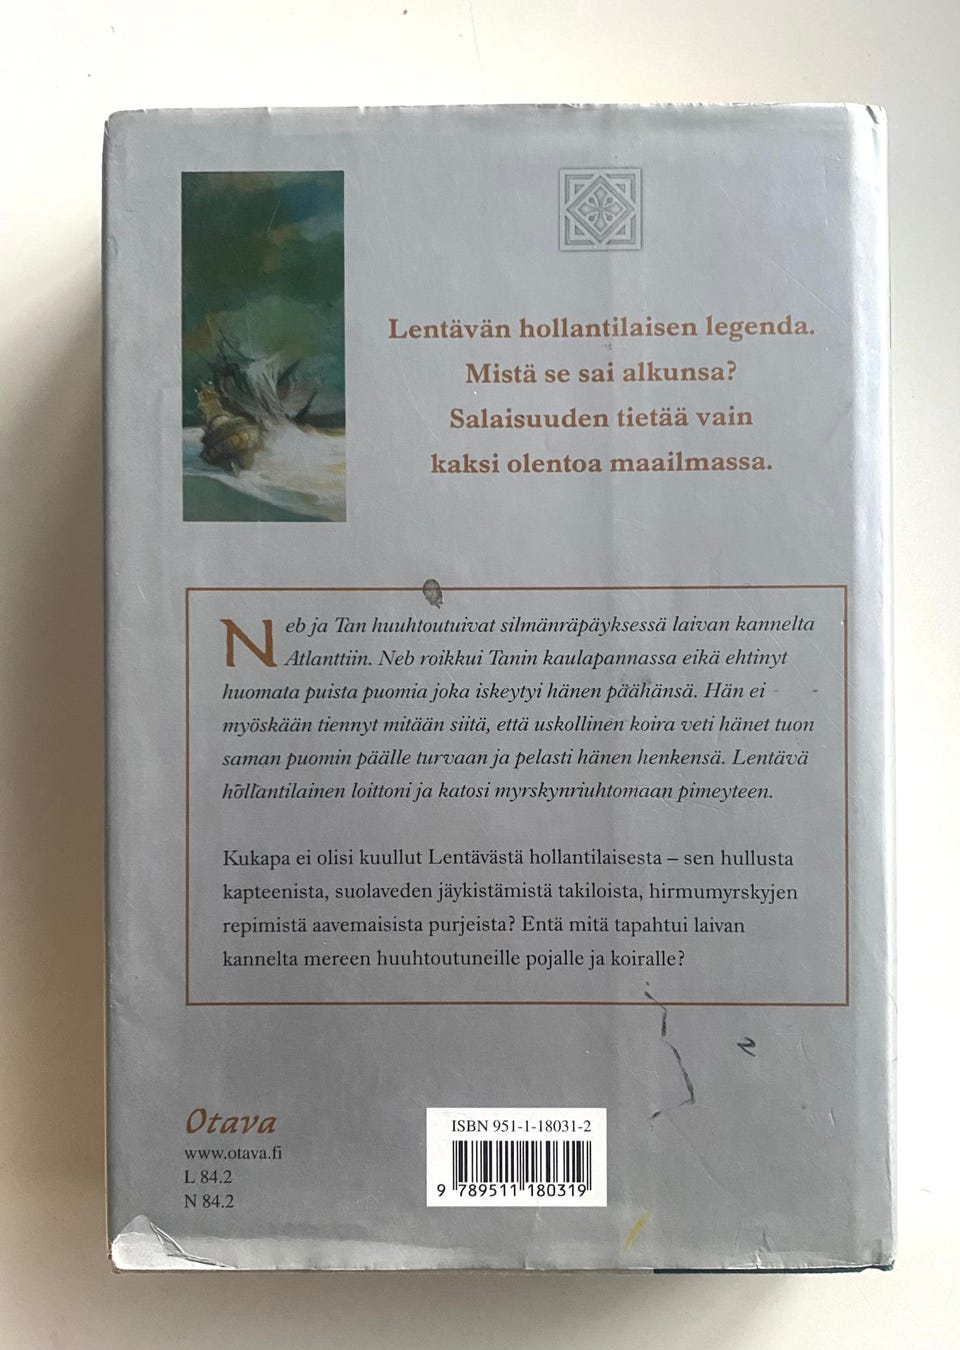 Lentävän hollantilaisen legenda.
Mistä se sai alkunsa?
Salaisuuden tietää vain
kaksi olentoa maailmassa.
Neb ja Tan huuhtoutuivat silmänräpäyksessä laivan kannelta
Atlanttiin. Neb roikkui Tanin kaulapannassa eikä ehtinyt
huomata puista puomia joka iskeytyi hänen päähänsä. Hän ei
myöskään tiennyt mitään siitä, että uskollinen koira veti hänet tuon
saman puomin päälle turvaan ja pelasti hänen henkensä. Lentävä
hollantilainen loittoni ja katosi myrskynriuhtomaan pimeyteen.
Kukapa ei olisi kuullut Lentävästä hollantilaisesta – sen hullusta
kapteenista, suolaveden jäykistämistä takiloista, hirmumyrskyjen
repimistä aavemaisista purjeista? Entä mitä tapahtui laivan
kannelta mereen huuhtoutuneille pojalle ja koiralle?
Otava
www.otava.fi
L 84.2
N 84.2
ISBN 951-1-18031-2
9 789511 180319